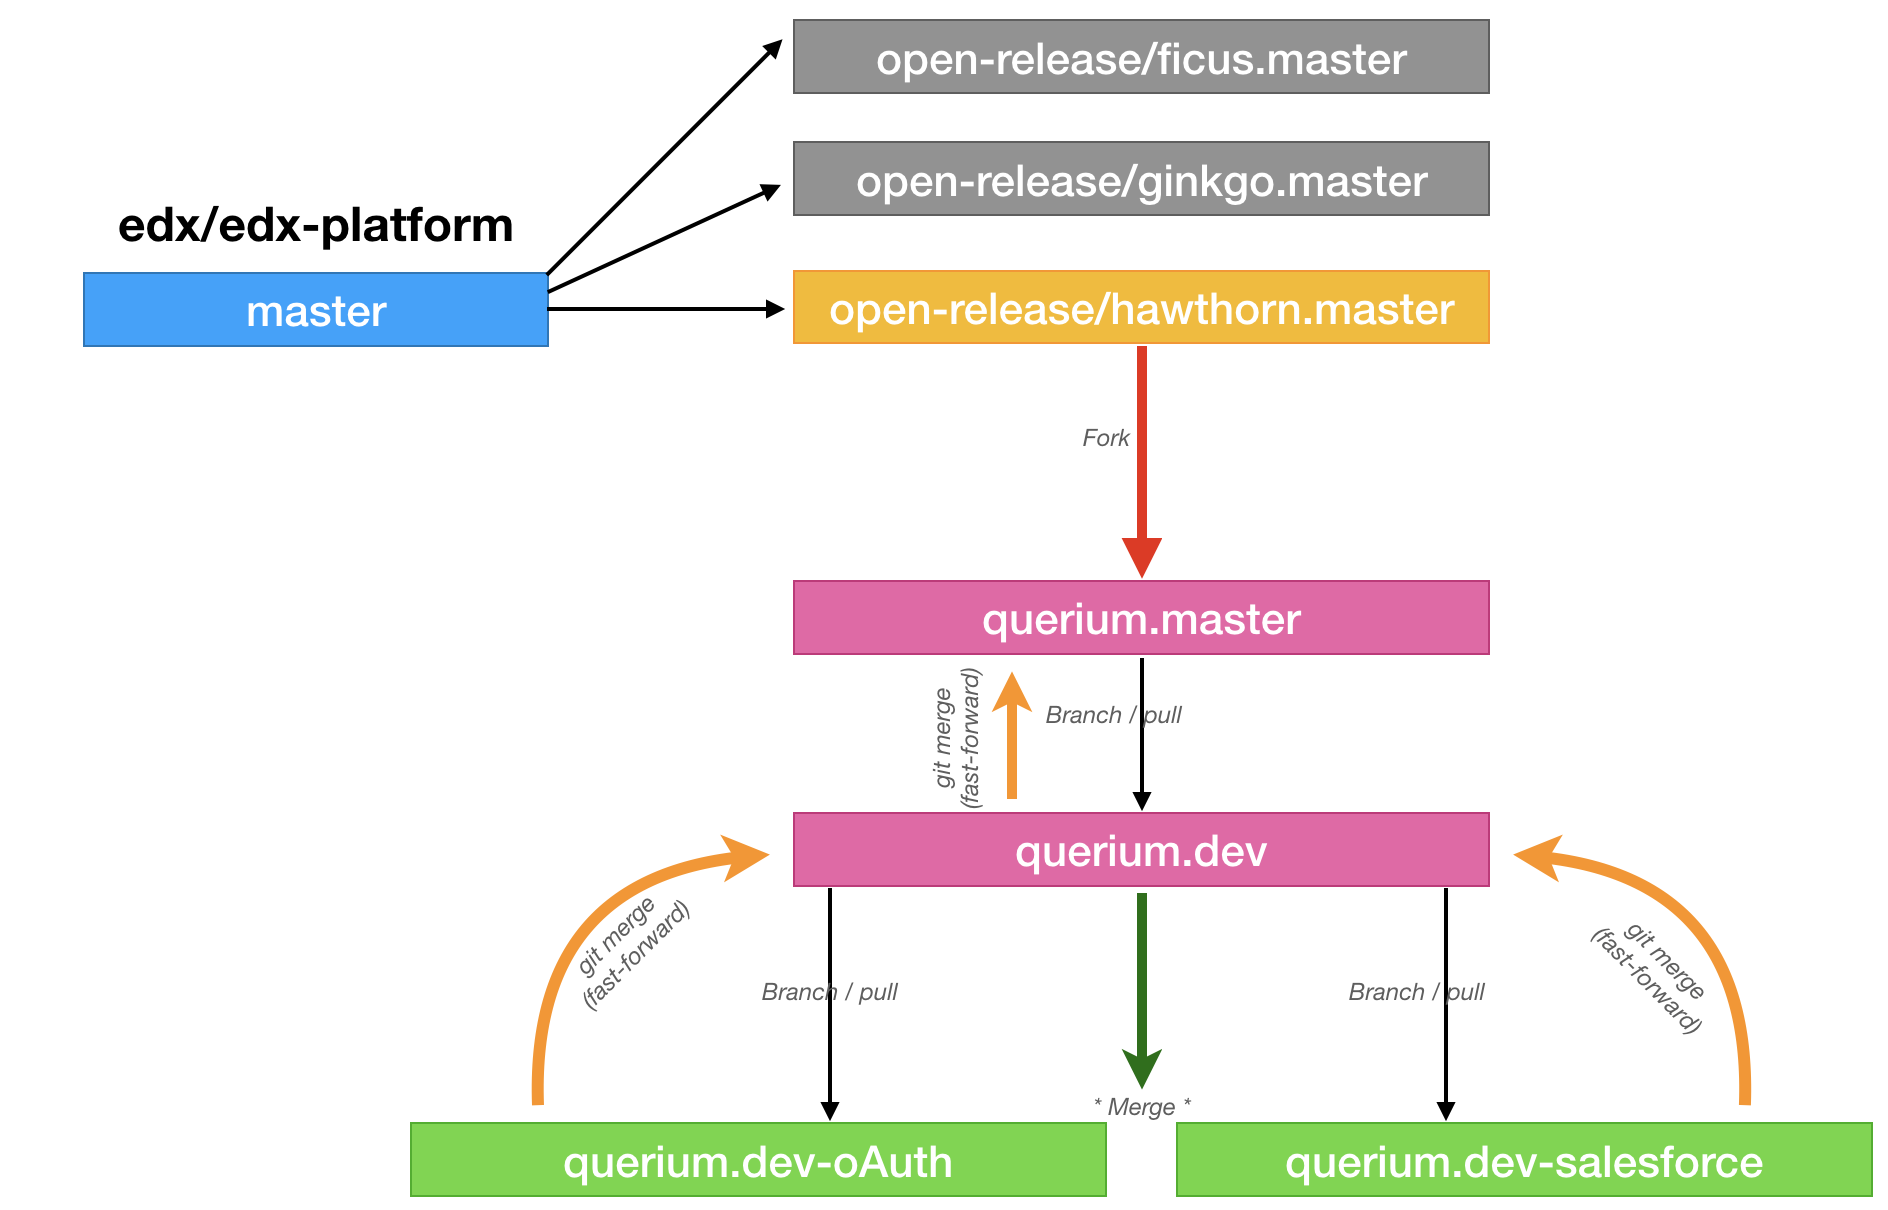 open-release/ficus.master
open-release/ginkgo.master
edx/edx-platform
master
open-release/hawthorn.master
Fork
querium.master
git merge
(fast-forward)
Branch / pull
querium.dev
git merge
(fast-forward)
Branch / pull
Branch / pull
git merge
(fast-forward)
* Merge *
querium.dev-oAuth
querium.dev-salesforce